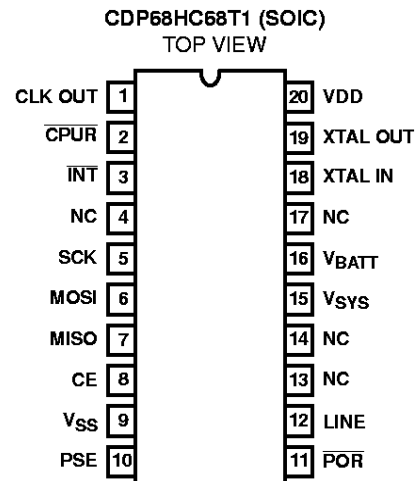 CDP68HC68T1 (SOIC)
TOP VIEW
CLK OUT 1 20 VDD
CPUR 2 19 XTAL OUT
INT 3 18 XTAL IN
NC 4 17 NC
SCK 5 16 VBATT
MOSI 6 15 VSYS
MISO 7 14 NC
CE 8 13 NC
VSS 9 12 LINE
PSE 10 11 POR